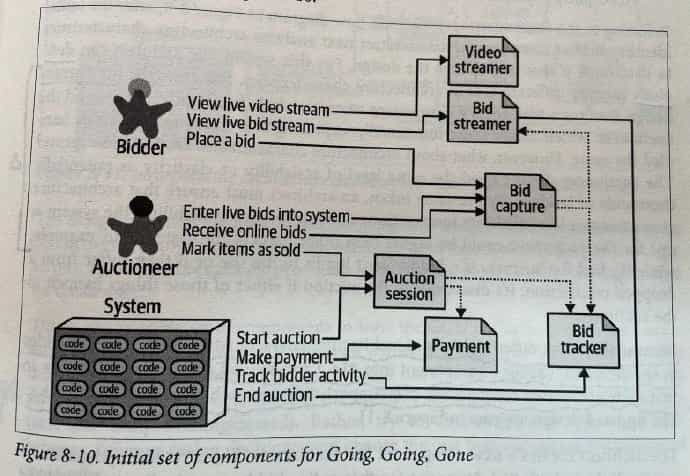 Video
streamer
Bid
streamer
View live video stream
View live bid stream
Place a bid
Bidder
Bid
capture
Enter live bids into system
Receive online bids
Mark items as sold
Auctioneer
Auction
session
System
code code code code
code code code code
code code code code
code code code code
Start auction
Make payment
Track bidder activity
End auction
Payment
Bid
tracker
Figure 8-10. Initial set of components for Going, Going, Gone